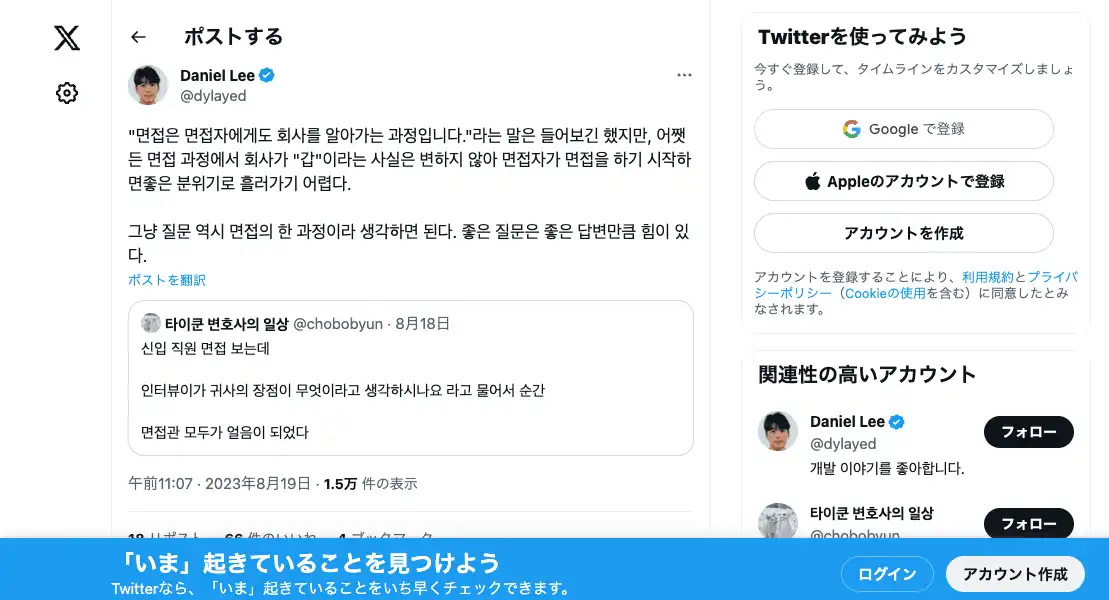 ポストする
Daniel Lee
@dylayed
"면접은 면접자에게도 회사를 알아가는 과정입니다."라는 말은 들어보긴 했지만, 어쨋
든 면접 과정에서 회사가 "갑"이라는 사실은 변하지 않아 면접자가 면접을 하기 시작하
면좋은 분위기로 흘러가기 어렵다.
그냥 질문 역시 면접의 한 과정이라 생각하면 된다. 좋은 질문은 좋은 답변만큼 힘이 있
다.
ポストを翻訳
타이쿤 변호사의 일상 @chobobyun · 8月18日
신입 직원 면접 보는데
인터뷰이가 귀사의 장점이 무엇이라고 생각하시나요 라고 물어서 순간
면접관 모두가 얼음이 되었다
午前11:07 · 2023年8月19日 · 1.5万 件の表示
Twitterを使ってみよう
今すぐ登録して、タイムラインをカスタマイズしましょ
う。
Google で登録
Appleのアカウントで登録
アカウントを作成
アカウントを登録することにより、利用規約とプライバ
シーポリシー（Cookieの使用を含む）に同意したとみ
なされます。
関連性の高いアカウント
Daniel Lee
@dylayed
フォロー
개발 이야기를 좋아합니다.
타이쿤 변호사의 일상
@chobobyun
フォロー
「いま」起きていることを見つけよう
Twitterなら、「いま」起きていることをいち早くチェックできます。
ログイン
アカウント作成